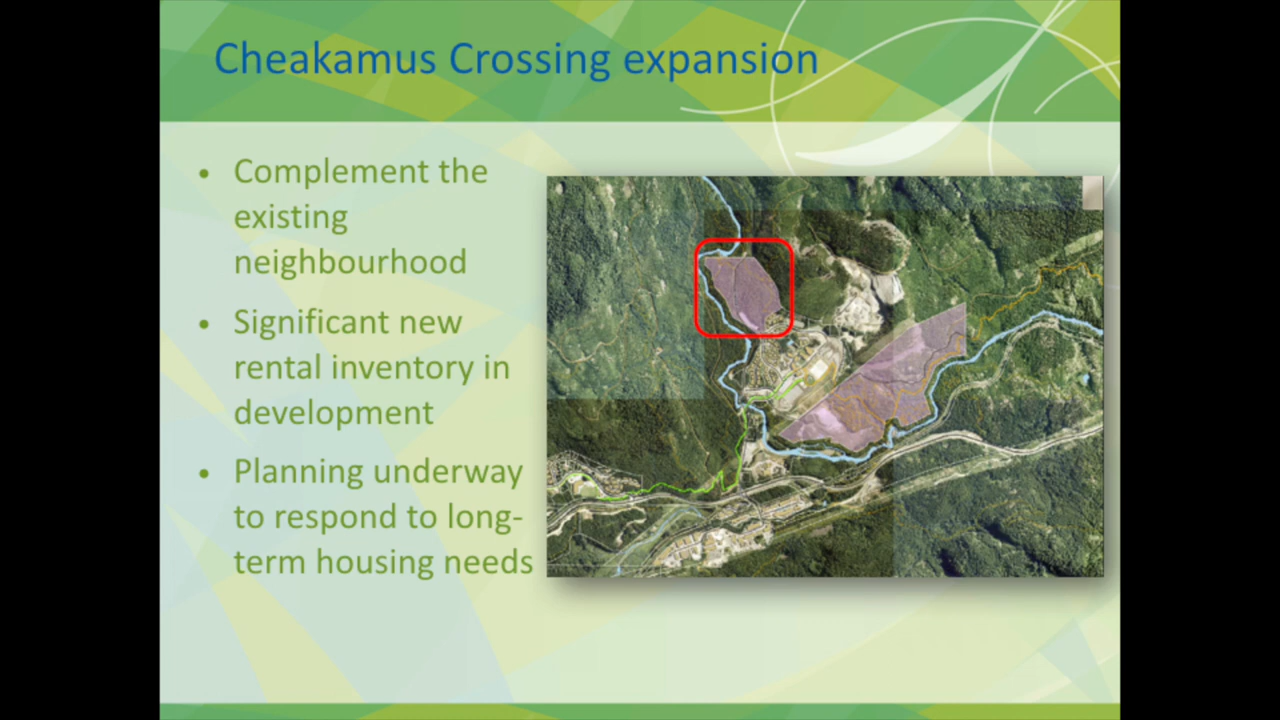 Cheakamus Crossing expansion
• Complement the
existing
neighbourhood
• Significant new
rental inventory in
development
• Planning underway
to respond to long-
term housing needs